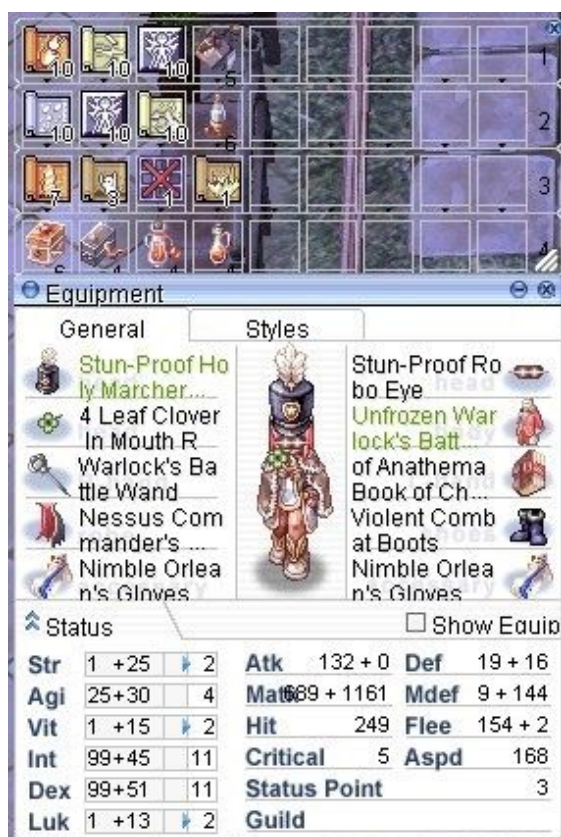 10 10 10 5 1
10 10 10 6 2
7 3 1 1 3
6 4 4 4 4
Equipment
General Styles
Stun-Proof Ho
ly Marcher...
Stun-Proof Ro
bo Eye
4 Leaf Clover
In Mouth R
Unfrozen War
lock's Batt...
Warlock's Ba
ttle Wand
of Anathema
Book of Ch...
Nessus Com
mander's ...
Violent Comb
at Boots
Nimble Orlea
n's Gloves
Nimble Orlea
n's Gloves
Status Show Equip
Str 1 +25 2 Atk 132 + 0 Def 19 + 16
Agi 25+30 4 Matk 689 + 1161 Mdef 9 + 144
Vit 1 +15 2 Hit 249 Flee 154 + 2
Int 99+45 11 Critical 5 Aspd 168
Dex 99+51 11 Status Point 3
Luk 1 +13 2 Guild